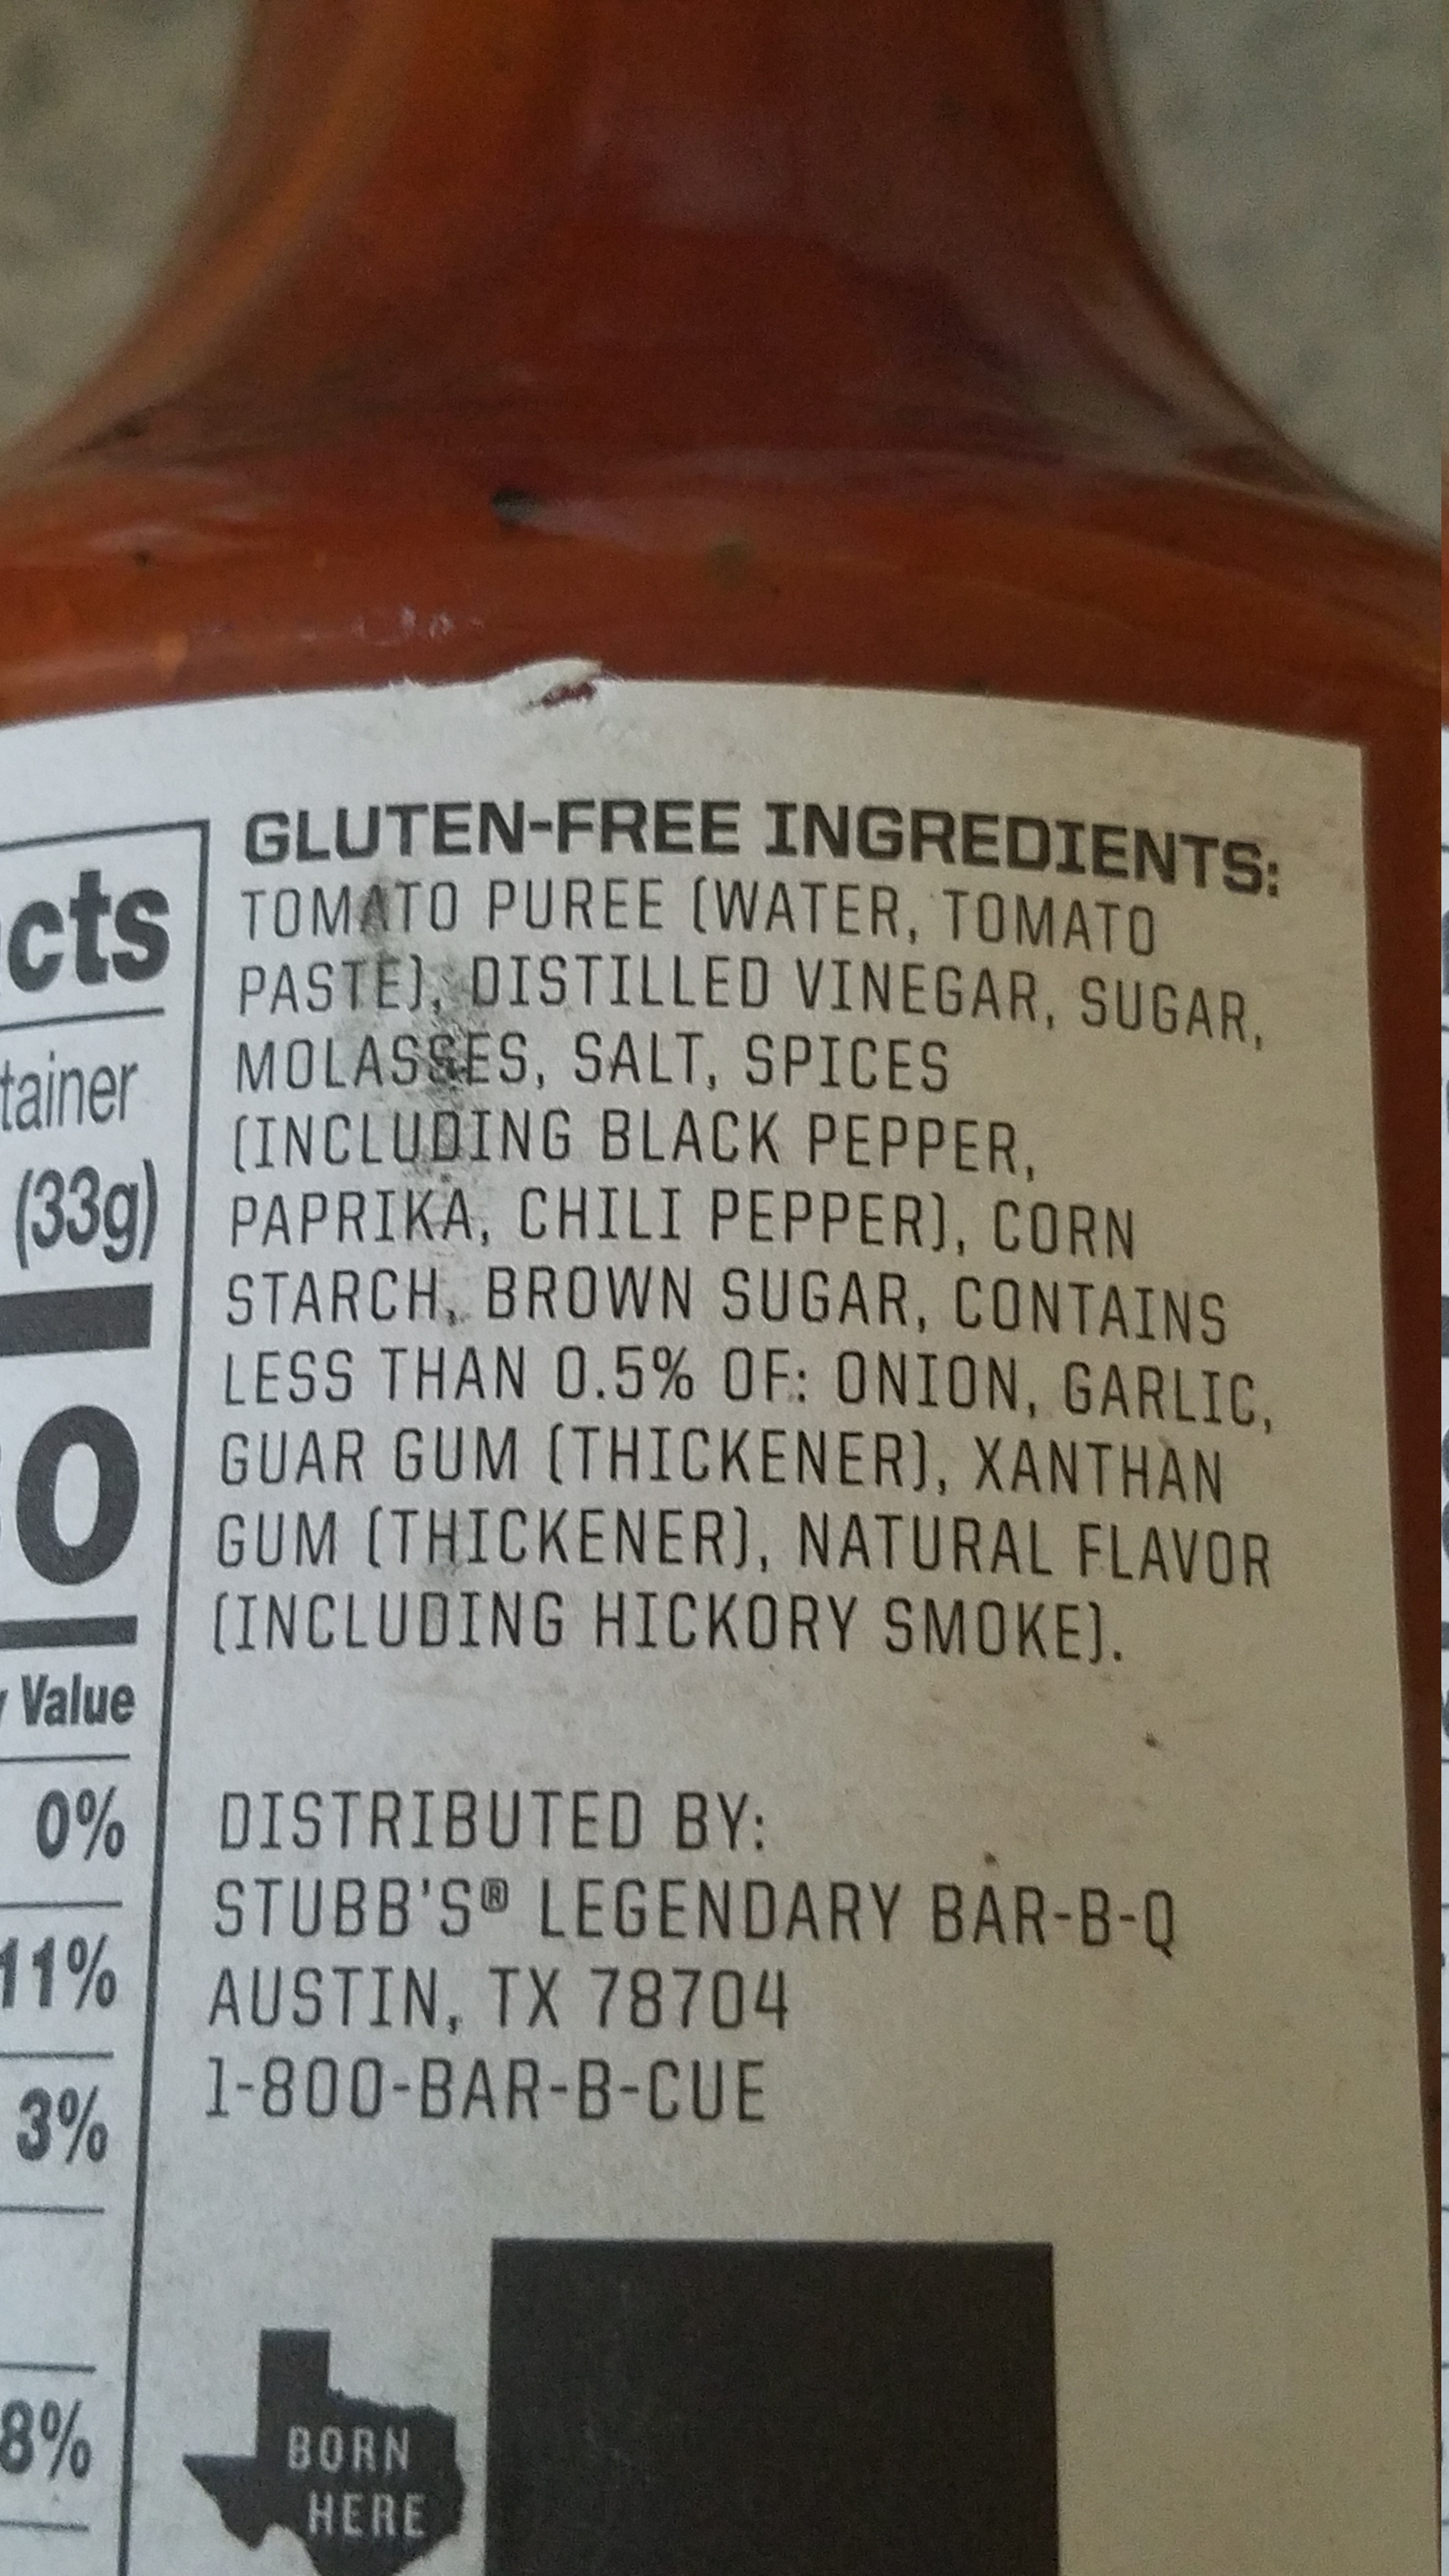 GLUTEN-FREE INGREDIENTS:
TOMATO PUREE (WATER, TOMATO
PASTE), DISTILLED VINEGAR, SUGAR,
MOLASSES, SALT, SPICES
(INCLUDING BLACK PEPPER,
PAPRIKA, CHILI PEPPER), CORN
STARCH, BROWN SUGAR, CONTAINS
LESS THAN 0.5% OF: ONION, GARLIC,
GUAR GUM (THICKENER), XANTHAN
GUM (THICKENER), NATURAL FLAVOR
(INCLUDING HICKORY SMOKE).
DISTRIBUTED BY:
STUBB'S® LEGENDARY BAR-B-Q
AUSTIN, TX 78704
1-800-BAR-B-CUE
BORN
HERE
(33g)
Value
0%
11%
3%
8%